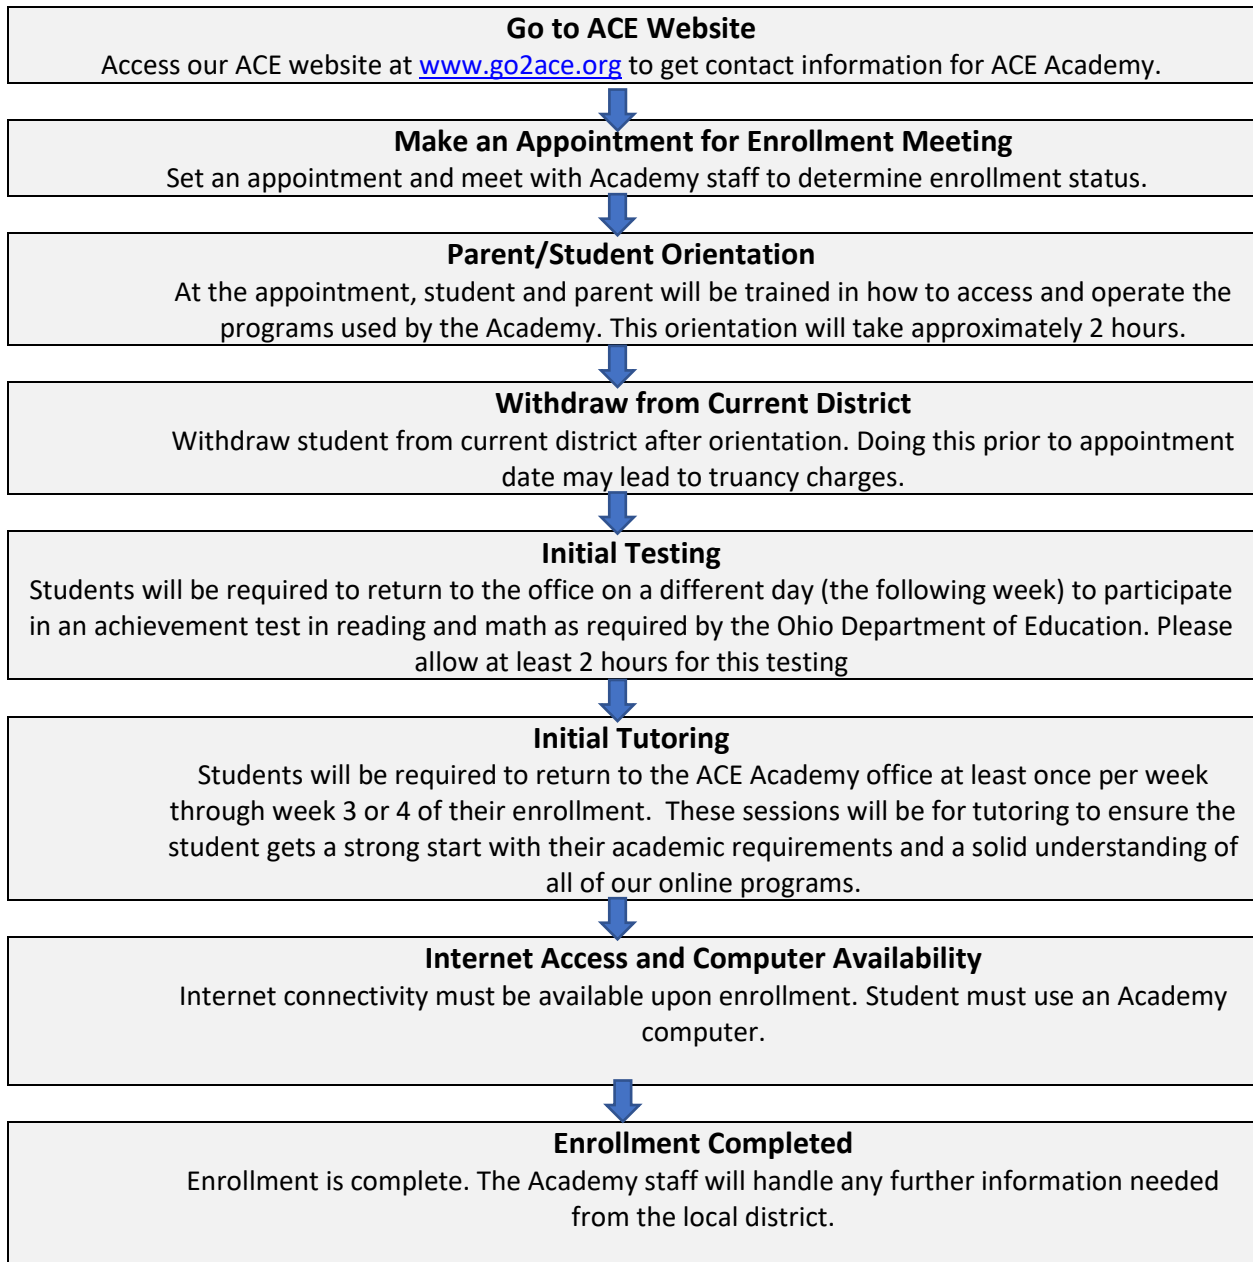 Go to ACE Website
Access our ACE website at www.go2ace.org to get contact information for ACE Academy.
Make an Appointment for Enrollment Meeting
Set an appointment and meet with Academy staff to determine enrollment status.
Parent/Student Orientation
At the appointment, student and parent will be trained in how to access and operate the
programs used by the Academy. This orientation will take approximately 2 hours.
Withdraw from Current District
Withdraw student from current district after orientation. Doing this prior to appointment
date may lead to truancy charges.
Initial Testing
Students will be required to return to the office on a different day (the following week) to participate
in an achievement test in reading and math as required by the Ohio Department of Education. Please
allow at least 2 hours for this testing
Initial Tutoring
Students will be required to return to the ACE Academy office at least once per week
through week 3 or 4 of their enrollment.  These sessions will be for tutoring to ensure the
student gets a strong start with their academic requirements and a solid understanding of
all of our online programs.
Internet Access and Computer Availability
Internet connectivity must be available upon enrollment. Student must use an Academy
computer.
Enrollment Completed
Enrollment is complete. The Academy staff will handle any further information needed
from the local district.